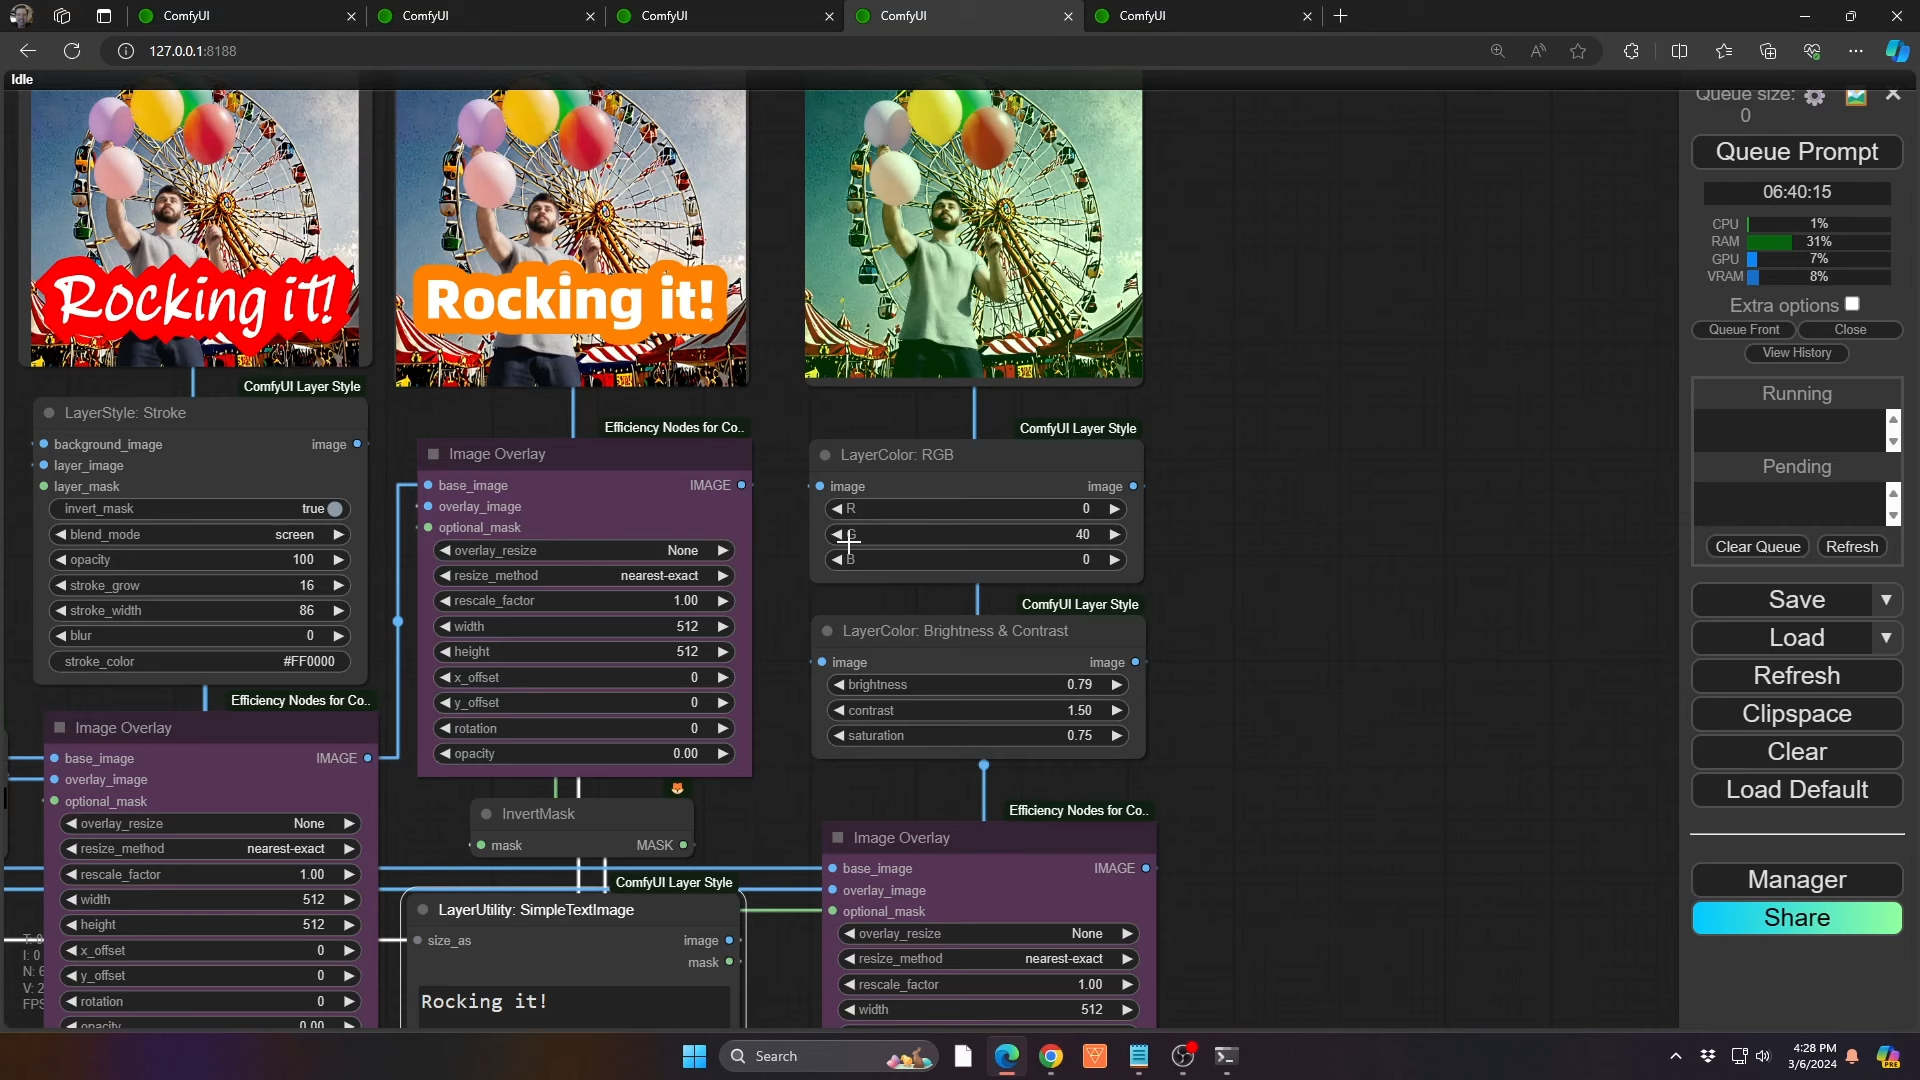 ComfyUI
ComfyUI
ComfyUI
ComfyUI
ComfyUI
127.0.0.1:8188
Idle
Rocking it!
ComfyUI Layer Style
LayerStyle: Stroke
background_image image
layer_image
layer_mask
invert_mask true
blend_mode screen
opacity 100
stroke_grow 16
stroke_width 86
blur 0
stroke_color #FF0000
Efficiency Nodes for Co..
Image Overlay
base_image IMAGE
overlay_image
optional_mask
overlay_resize None
resize_method nearest-exact
rescale_factor 1.00
width 512
height 512
x_offset 0
y_offset 0
rotation 0
opacity 0.00
Rocking it!
Efficiency Nodes for Co..
Image Overlay
base_image IMAGE
overlay_image
optional_mask
overlay_resize None
resize_method nearest-exact
rescale_factor 1.00
width 512
height 512
x_offset 0
y_offset 0
rotation 0
opacity 0.00
InvertMask
mask MASK
ComfyUI Layer Style
LayerUtility: SimpleTextImage
size_as image
mask
Rocking it!
ComfyUI Layer Style
LayerColor: RGB
image image
R 0
G 40
B 0
ComfyUI Layer Style
LayerColor: Brightness & Contrast
image image
brightness 0.79
contrast 1.50
saturation 0.75
Efficiency Nodes for Co..
Image Overlay
base_image IMAGE
overlay_image
optional_mask
overlay_resize None
resize_method nearest-exact
rescale_factor 1.00
width 512
Queue size:
0
Queue Prompt
06:40:15
CPU 1%
RAM 31%
GPU 7%
VRAM 8%
Extra options
Queue Front Close
View History
Running
Pending
Clear Queue Refresh
Save
Load
Refresh
Clipspace
Clear
Load Default
Manager
Share
Search
4:28 PM
3/6/2024
PRE